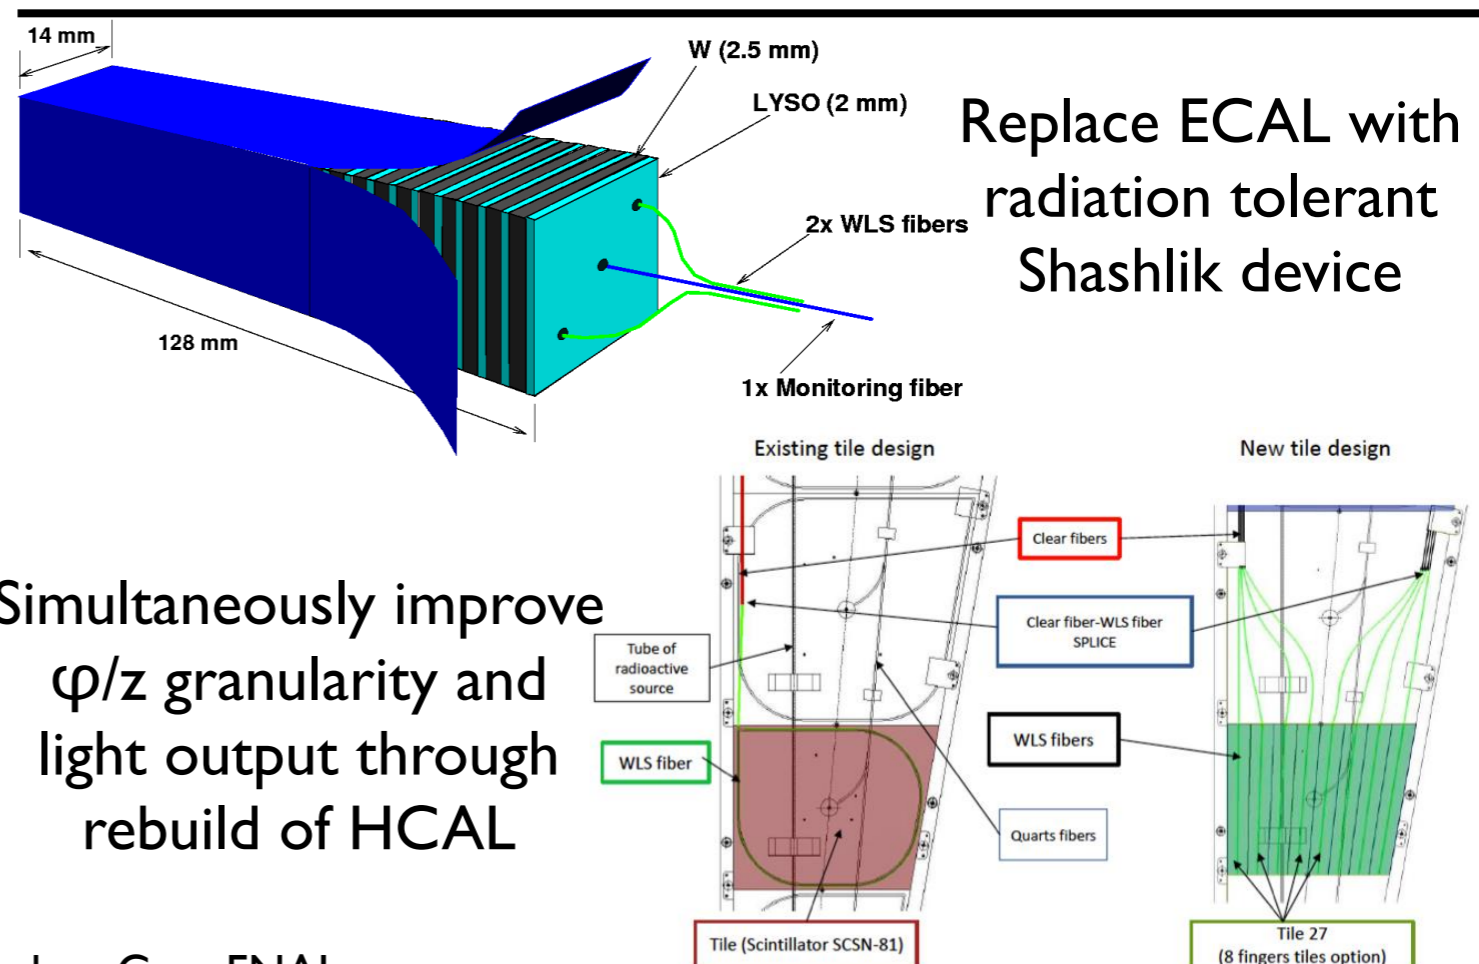 14 mm
W (2.5 mm)
LYSO (2 mm)
Replace ECAL with
radiation tolerant
Shashlik device
2x WLS fibers
128 mm
1x Monitoring fiber
Existing tile design
New tile design
Clear fibers
Simultaneously improve
φ/z granularity and
light output through
rebuild of HCAL
Clear fiber-WLS fiber
SPLICE
Tube of
radioactive
source
WLS fiber
WLS fibers
Quarts fibers
Tile (Scintillator SCSN-81)
Tile 27
(8 fingers tiles option)
FNAL